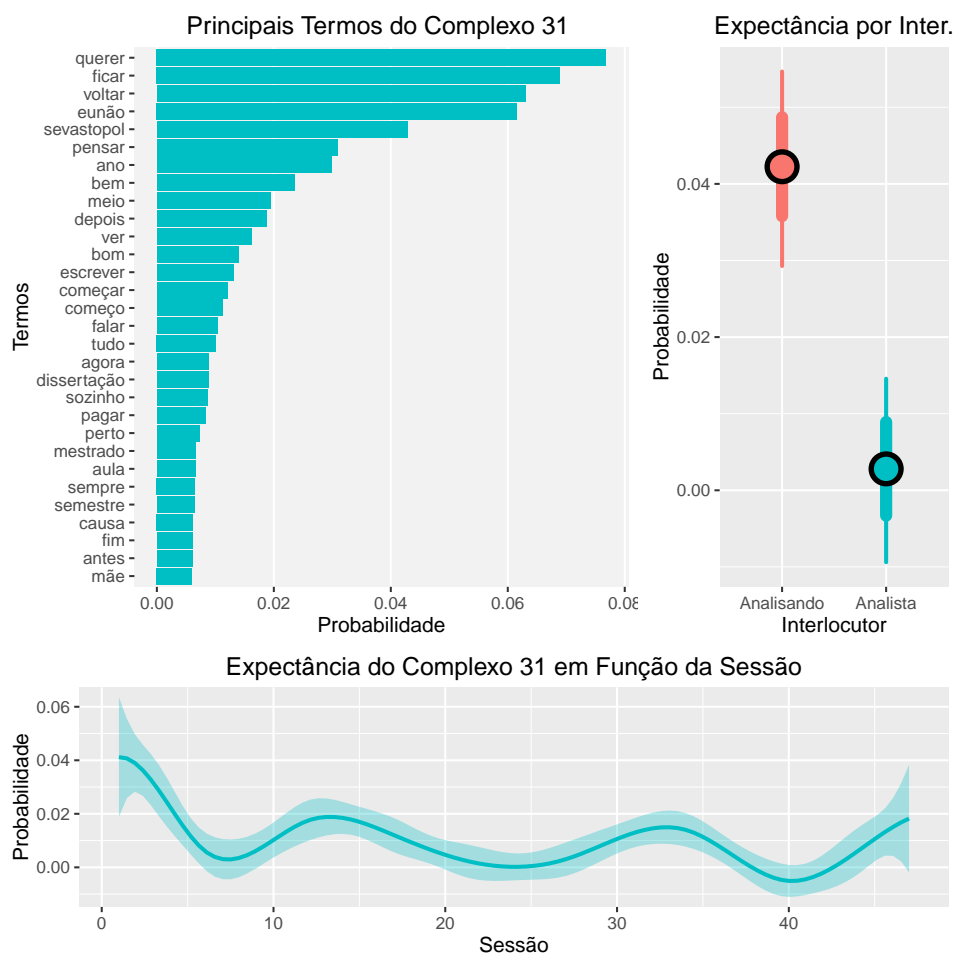 Principais Termos do Complexo 31
querer
ficar
voltar
eunão
sevastopol
pensar
ano
bem
meio
depois
ver
bom
escrever
começar
começo
falar
tudo
agora
dissertação
sozinho
pagar
perto
mestrado
aula
sempre
semestre
causa
fim
antes
mãe
Termos
0.00 0.02 0.04 0.06 0.08
Probabilidade
Expectância por Inter.
0.04
0.02
0.00
Probabilidade
Analisando Analista
Interlocutor
Expectância do Complexo 31 em Função da Sessão
0.06
0.04
0.02
0.00
Probabilidade
0 10 20 30 40
Sessão